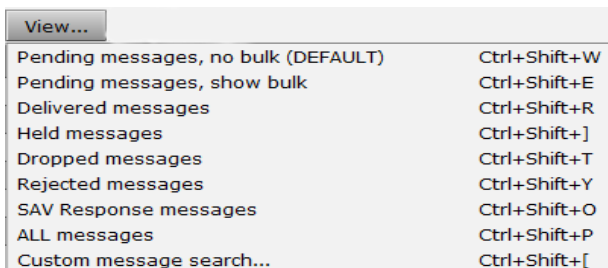 View...
Pending messages, no bulk (DEFAULT) Ctrl+Shift+W
Pending messages, show bulk Ctrl+Shift+E
Delivered messages Ctrl+Shift+R
Held messages Ctrl+Shift+]
Dropped messages Ctrl+Shift+T
Rejected messages Ctrl+Shift+Y
SAV Response messages Ctrl+Shift+O
ALL messages Ctrl+Shift+P
Custom message search... Ctrl+Shift+[